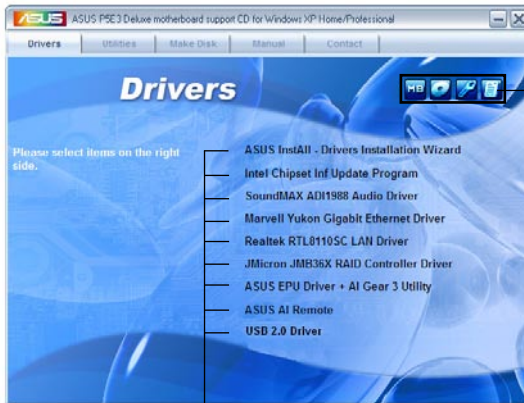 ASUS ASUS P5E3 Deluxe motherboard support CD for Windows XP Home/Professional
Drivers Utilities Make Disk Manual Contact
Drivers
MB
Please select items on the right
side.
ASUS InstAll - Drivers Installation Wizard
Intel Chipset Inf Update Program
SoundMAX ADI1988 Audio Driver
Marvell Yukon Gigabit Ethernet Driver
Realtek RTL8110SC LAN Driver
JMicron JMB36X RAID Controller Driver
ASUS EPU Driver + AI Gear 3 Utility
ASUS AI Remote
USB 2.0 Driver